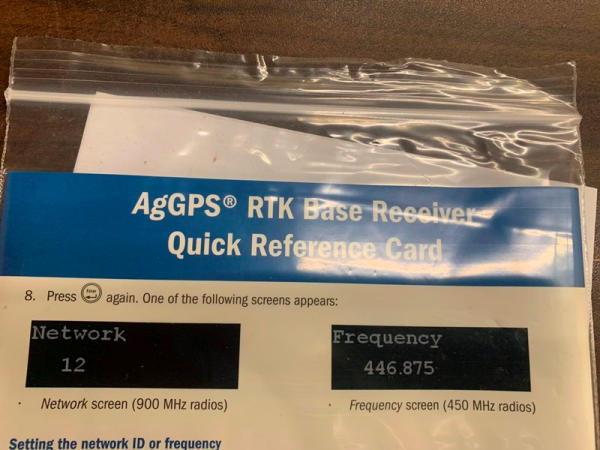 AgGPS® RTK Base Receiver
Quick Reference Card
8. Press Enter again. One of the following screens appears:
Network
12
Frequency
446.875
· Network screen (900 MHz radios)
· Frequency screen (450 MHz radios)
Setting the network ID or frequency